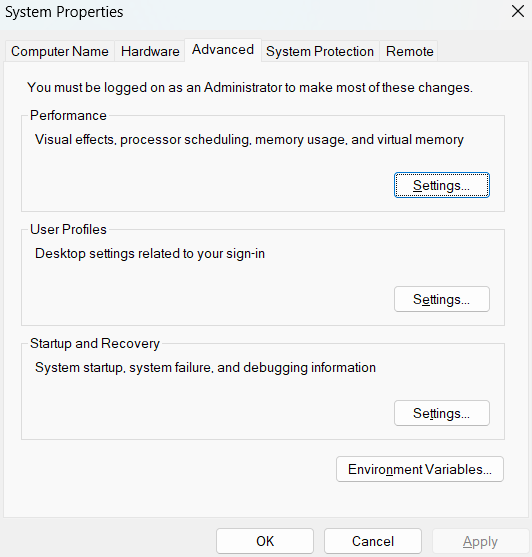 System Properties
Computer Name Hardware Advanced System Protection Remote
You must be logged on as an Administrator to make most of these changes.
Performance
Visual effects, processor scheduling, memory usage, and virtual memory
Settings...
User Profiles
Desktop settings related to your sign-in
Settings...
Startup and Recovery
System startup, system failure, and debugging information
Settings...
Environment Variables...
OK Cancel Apply